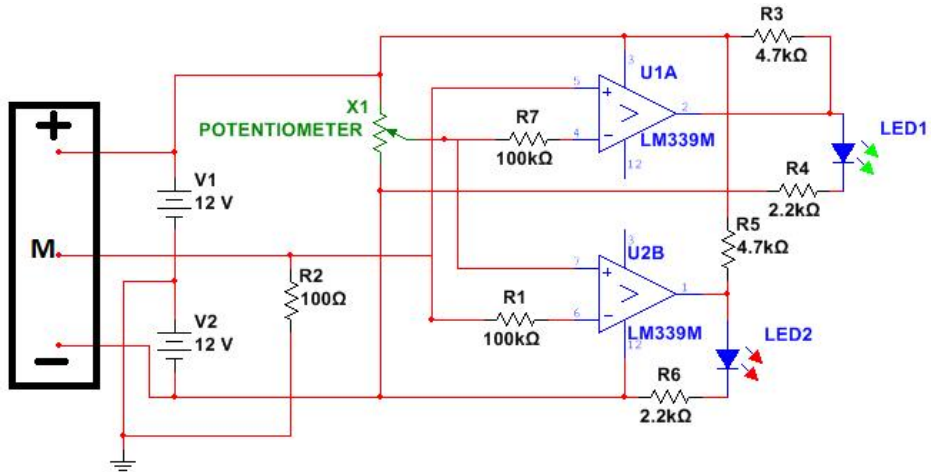 R3
4.7kΩ
3
U1A
+
5
+
X1
POTENTIOMETER
R7
100kΩ
4
−
>
2
LM339M
12
LED1
V1
12 V
R4
2.2kΩ
M
R5
4.7kΩ
3
U2B
R2
100Ω
7
+
>
1
R1
100kΩ
6
−
LM339M
12
V2
12 V
LED2
−
R6
2.2kΩ